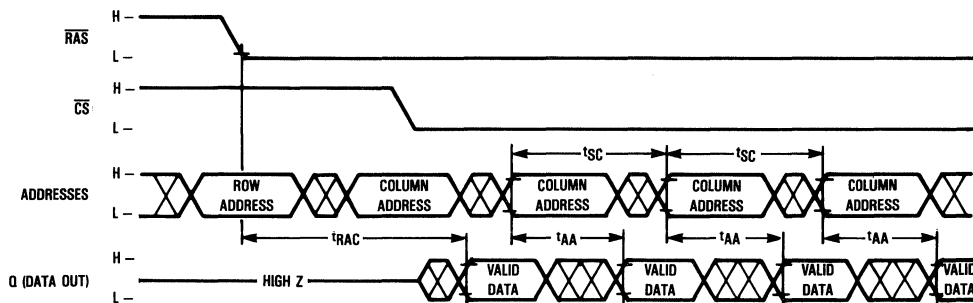 H
RAS
L
H
CS
L
tSC tSC
H
ADDRESSES
L
ROW ADDRESS
COLUMN ADDRESS
COLUMN ADDRESS
COLUMN ADDRESS
COLUMN ADDRESS
tRAC tAA tAA tAA
H
Q (DATA OUT)
L
HIGH Z
VALID DATA
VALID DATA
VALID DATA
VALID DATA